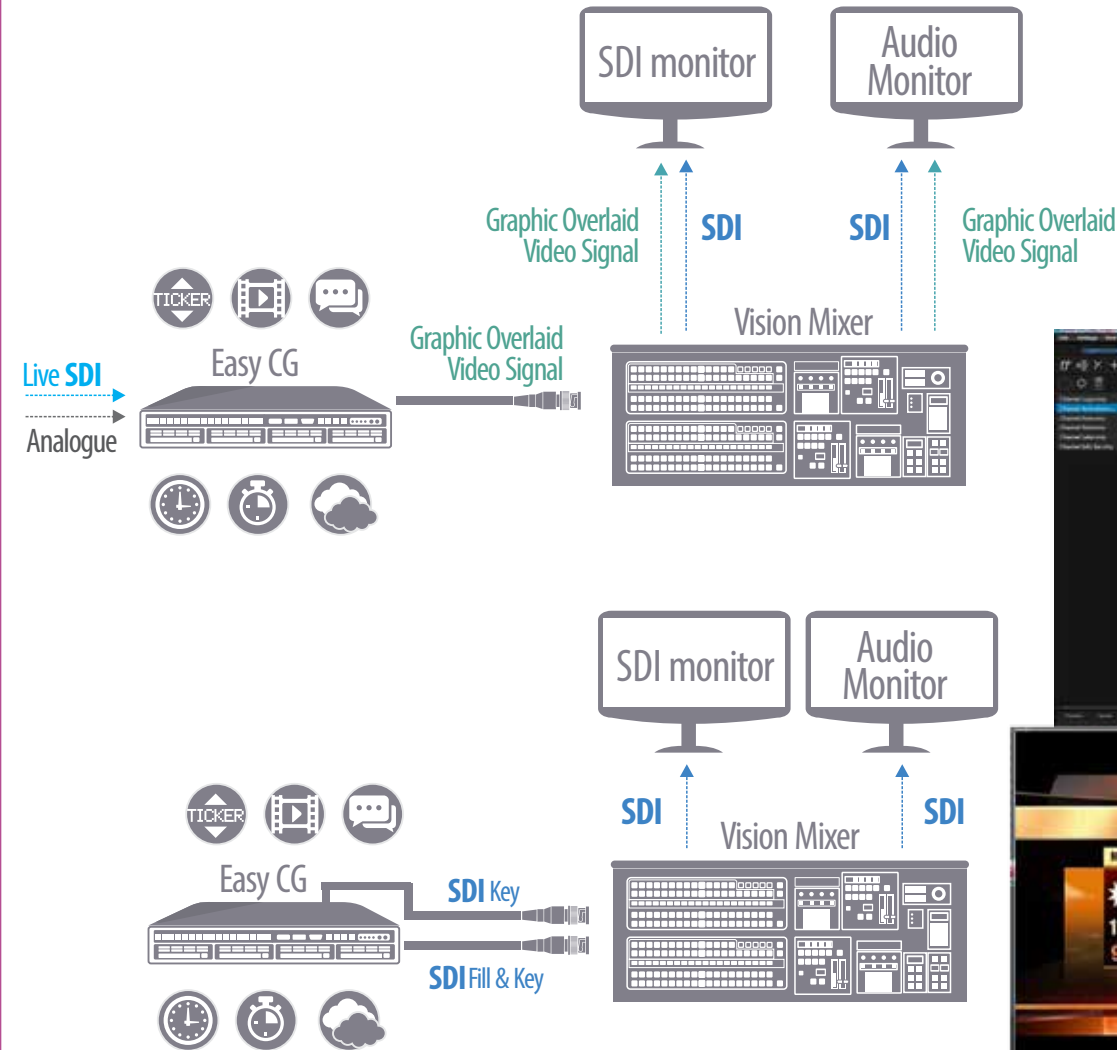 SDI monitor
Audio
Monitor
Graphic Overlaid
Video Signal
SDI
SDI
Graphic Overlaid
Video Signal
TICKER
Easy CG
Live SDI
Analogue
Graphic Overlaid
Video Signal
Vision Mixer
SDI monitor
Audio
Monitor
SDI
SDI
Vision Mixer
TICKER
Easy CG
SDI Key
SDI Fill & Key